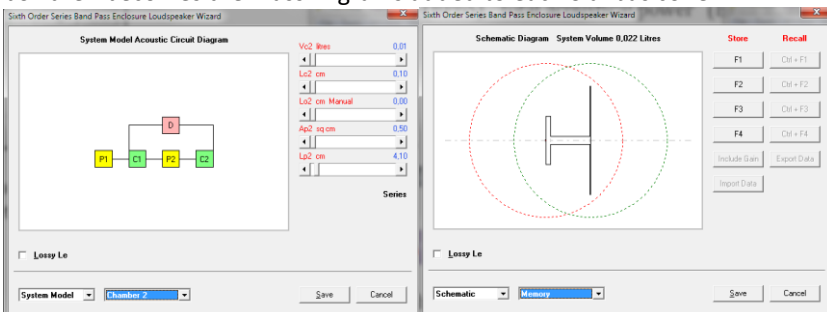 Sixth Order Series Band Pass Enclosure Loudspeaker Wizard
System Model Acoustic Circuit Diagram
Vc2 litres 0,01
Lc2 cm 0,10
Lo2 cm Manual 0,00
Ap2 sq cm 0,50
Lp2 cm 4,10
Series
D
P1 C1 P2 C2
Lossy Le
System Model Chamber 2 Save Cancel
Sixth Order Series Band Pass Enclosure Loudspeaker Wizard
Schematic Diagram System Volume 0,022 Litres
Store Recall
F1 Ctrl + F1
F2 Ctrl + F2
F3 Ctrl + F3
F4 Ctrl + F4
Include Gain Export Data
Import Data
Lossy Le
Schematic Memory Save Cancel